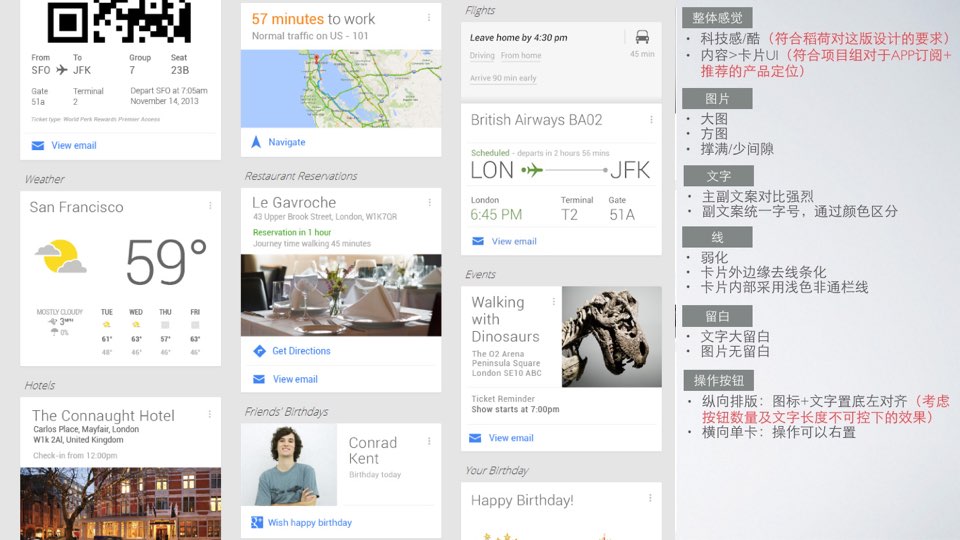 From
To
Group
Seat
SFO
JFK
7
23B
Gate
Terminal
Depart SFO at 7:05am
51a
2
November 14, 2013
Ticket type World Perk Rewards Premier Access
View email
Weather
San Francisco
59°
MOSTLY CLOUDY
3MPH
0%
TUE WED THU FRI
61° 63° 57° 63°
48° 46° 46° 46°
Hotels
The Connaught Hotel
Carlos Place, Mayfair, London
W1k 2Al, United Kingdom
Check-in from 12:00pm
57 minutes to work
Normal traffic on US - 101
Navigate
Restaurant Reservations
Le Gavroche
43 Upper Brook Street, London, W1K7QR
Reservation in 1 hour
Journey time walking 45 minutes
Get Directions
View email
Friends' Birthdays
Conrad
Kent
Birthday today
Wish happy birthday
Flights
Leave home by 4:30 pm
Driving From home
45 min
Arrive 90 min early
British Airways BA02
Scheduled - departs in 2 hours 56 mins
LON
JFK
London
Terminal
Gate
6:45 PM
T2
51A
View email
Events
Walking
with
Dinosaurs
The O2 Arena
Peninsula Square
London SE10 ABC
Ticket Reminder
Show starts at 7:00pm
View email
Your Birthday
Happy Birthday!
整体感觉
• 科技感/酷（符合稻荷对这版设计的要求）
• 内容>卡片UI（符合项目组对于APP订阅+
推荐的产品定位）
图片
• 大图
• 方图
• 撑满/少间隙
文字
• 主副文案对比强烈
• 副文案统一字号，通过颜色区分
线
• 弱化
• 卡片外边缘去线条化
• 卡片内部采用浅色非通栏线
留白
• 文字大留白
• 图片无留白
操作按钮
• 纵向排版：图标+文字置底左对齐（考虑
按钮数量及文字长度不可控下的效果）
• 横向单卡：操作可以右置